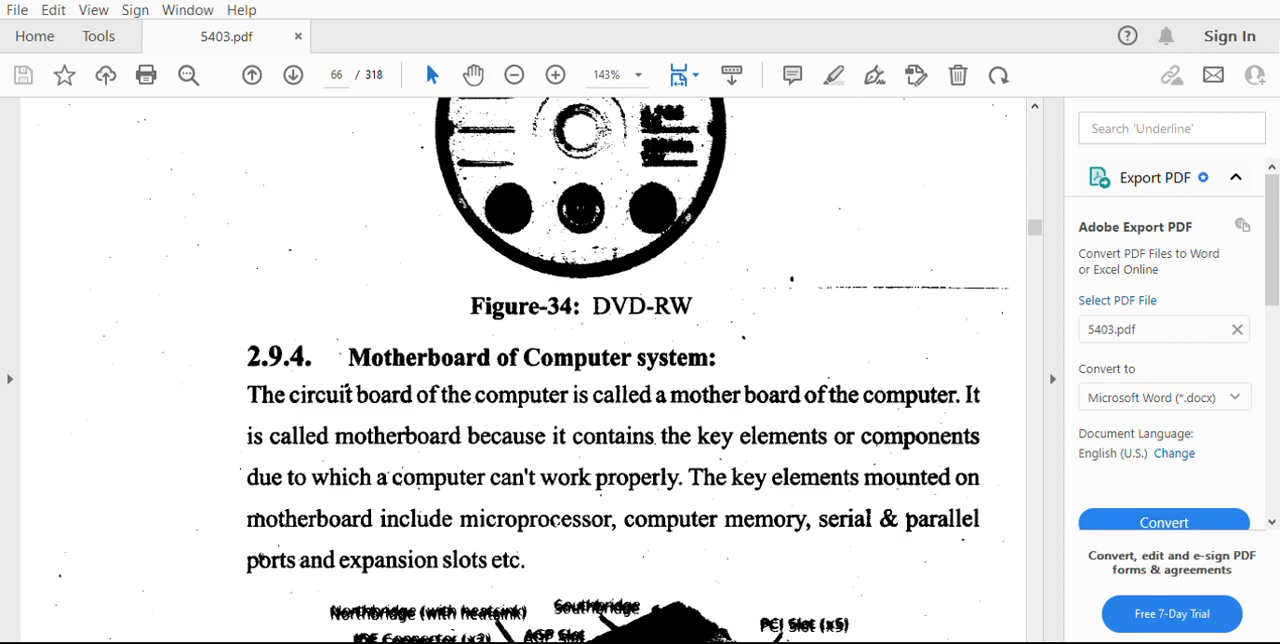 File Edit View Sign Window Help
Home Tools 5403.pdf × Sign In
66 / 318 143%
Search 'Underline'
Export PDF
Adobe Export PDF
Convert PDF Files to Word
or Excel Online
Select PDF File
5403.pdf
Convert to
Microsoft Word (*.docx)
Document Language:
English (U.S.) Change
Convert
Convert, edit and e-sign PDF
forms & agreements
Free 7-Day Trial
Figure-34: DVD-RW
2.9.4. Motherboard of Computer system:
The circuit board of the computer is called a mother board of the computer. It
is called motherboard because it contains the key elements or components
due to which a computer can't work properly. The key elements mounted on
motherboard include microprocessor, computer memory, serial & parallel
ports and expansion slots etc.
Northbridge (with heatsink) Southbridge
IDE Connector (x2) AGP Slot PCI Slot (x5)